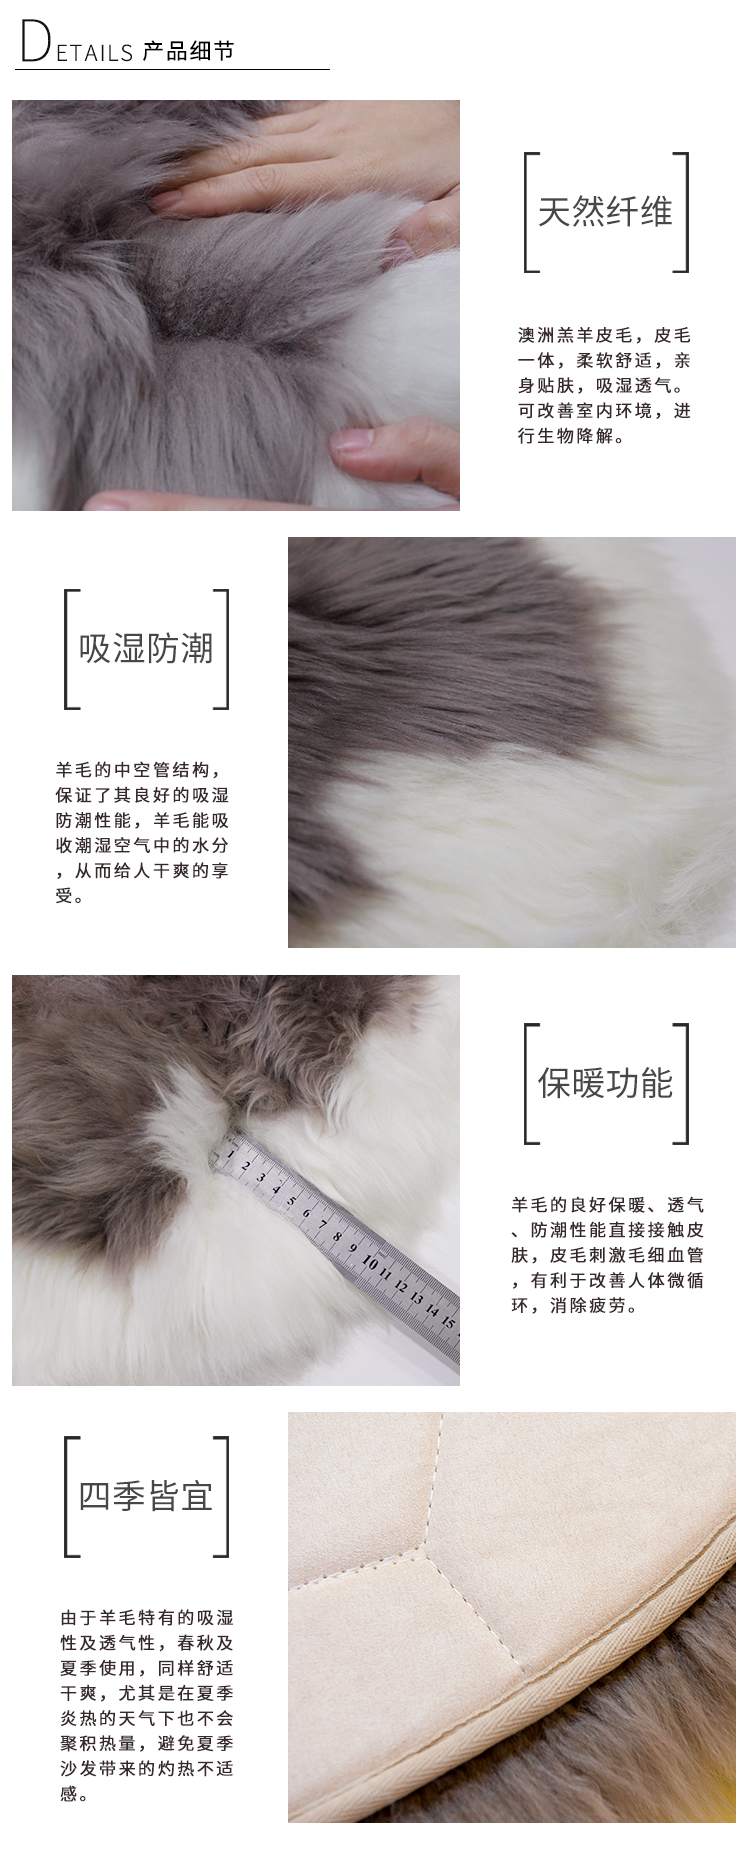 DETAILS 产品细节
天然纤维
澳洲羔羊皮毛，皮毛
一体，柔软舒适，亲
身贴肤，吸湿透气。
可改善室内环境，进
行生物降解。
吸湿防潮
羊毛的中空管结构，
保证了其良好的吸湿
防潮性能，羊毛能吸
收潮湿空气中的水分
，从而给人干爽的享
受。
1 2 3 4 5 6 7 8 9 10 11 12 13 14 15
保暖功能
羊毛的良好保暖、透气
、防潮性能直接接触皮
肤，皮毛刺激毛细血管
，有利于改善人体微循
环，消除疲劳。
四季皆宜
由于羊毛特有的吸湿
性及透气性，春秋及
夏季使用，同样舒适
干爽，尤其是在夏季
炎热的天气下也不会
聚积热量，避免夏季
沙发带来的灼热不适
感。